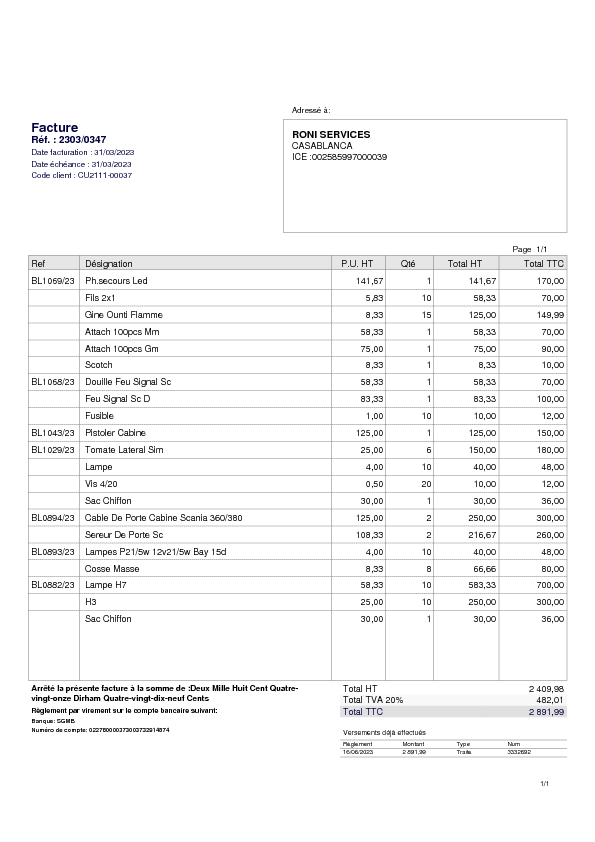 Adressé à:
Facture
Réf. : 2303/0347
Date facturation : 31/03/2023
Date échéance : 31/03/2023
Code client : CU2111-00037
RONI SERVICES
CASABLANCA
ICE :002585997000039
Page 1/1
Ref Désignation P.U. HT Qté Total HT Total TTC
BL1069/23 Ph.secours Led 141,67 1 141,67 170,00
Fils 2x1 5,83 10 58,33 70,00
Gine Ounti Flamme 8,33 15 125,00 149,99
Attach 100pcs Mm 58,33 1 58,33 70,00
Attach 100pcs Gm 75,00 1 75,00 90,00
Scotch 8,33 1 8,33 10,00
BL1068/23 Douille Feu Signal Sc 58,33 1 58,33 70,00
Feu Signal Sc D 83,33 1 83,33 100,00
Fusible 1,00 10 10,00 12,00
BL1043/23 Pistoler Cabine 125,00 1 125,00 150,00
BL1029/23 Tomate Lateral Sim 25,00 6 150,00 180,00
Lampe 4,00 10 40,00 48,00
Vis 4/20 0,50 20 10,00 12,00
Sac Chiffon 30,00 1 30,00 36,00
BL0894/23 Cable De Porte Cabine Scania 360/380 125,00 2 250,00 300,00
Sereur De Porte Sc 108,33 2 216,67 260,00
BL0893/23 Lampes P21/5w 12v21/5w Bay 15d 4,00 10 40,00 48,00
Cosse Masse 8,33 8 66,66 80,00
BL0882/23 Lampe H7 58,33 10 583,33 700,00
H3 25,00 10 250,00 300,00
Sac Chiffon 30,00 1 30,00 36,00
Arrêté la présente facture à la somme de :Deux Mille Huit Cent Quatre-
vingt-onze Dirham Quatre-vingt-dix-neuf Cents
Règlement par virement sur le compte bancaire suivant:
Banque: SGMB
Numéro de compte: 022780000373003732914874
Total HT 2 409,98
Total TVA 20% 482,01
Total TTC 2 891,99
Versements déjà effectués
Règlement Montant Type Num
16/06/2023 2 891,99 Traite 3332692
1/1